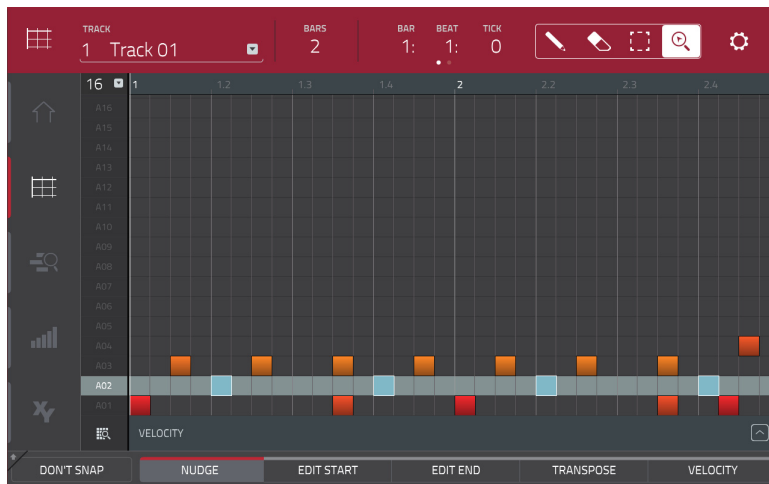 TRACK BARS BAR BEAT TICK
1 Track 01 2 1: 1: 0
16 1 1.2 1.3 1.4 2 2.2 2.3 2.4
A16
A15
A14
A13
A12
A11
A10
A09
A08
A07
A06
A05
A04
A03
A02
A01
XY
VELOCITY
DON'T SNAP NUDGE EDIT START EDIT END TRANSPOSE VELOCITY